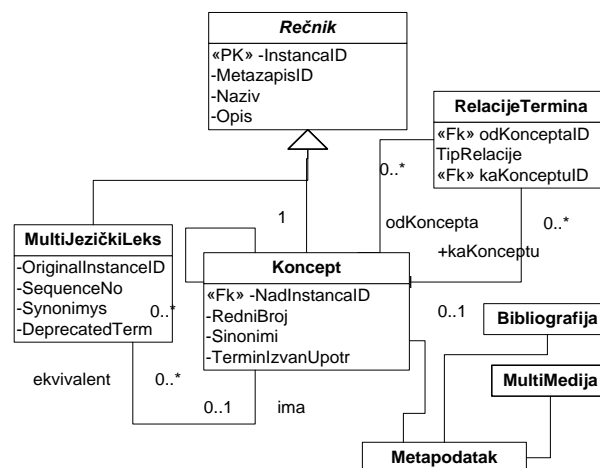 Rečnik
«PK» -InstancaID
-MetazapisID
-Naziv
-Opis
RelacijeTermina
«Fk» odKonceptaID
TipRelacije
«Fk» kaKonceptuID
0..*
1
odKoncepta
0..*
+kaKonceptu
MultiJezičkiLeks
-OriginalInstanceID
-SequenceNo
-Synonimys
-DeprecatedTerm
0..*
Koncept
«Fk» -NadInstancaID
-RedniBroj
-Sinonimi
-TerminIzvanUpotr
0..1
Bibliografija
MultiMedija
ekvivalent
0..*
0..1
ima
Metapodatak